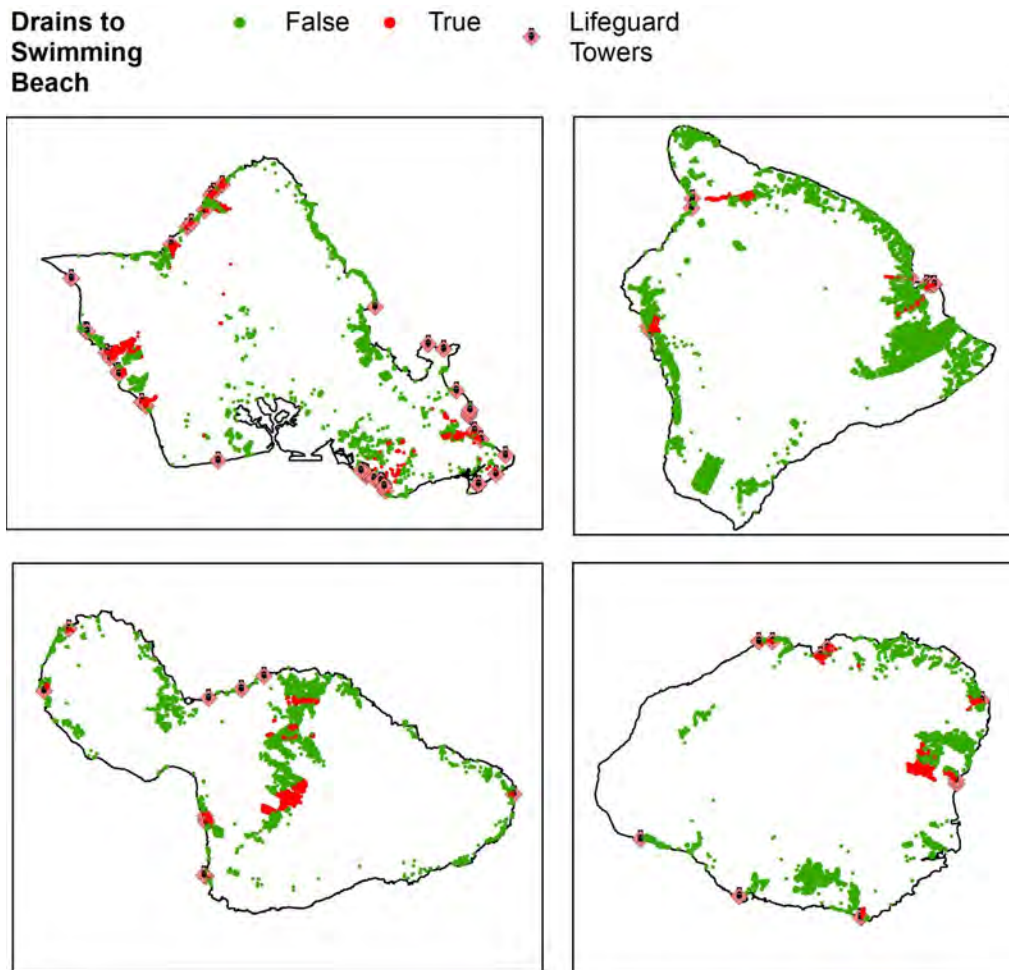 Drains to
Swimming
Beach
False
True
Lifeguard
Towers